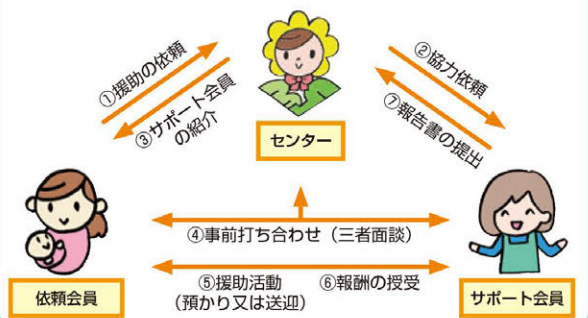 ①援助の依頼
③サポート会員
の紹介
②協力依頼
⑦報告書の提出
センター
④事前打ち合わせ（三者面談）
⑤援助活動
（預かり又は送迎）
⑥報酬の授受
依頼会員
サポート会員